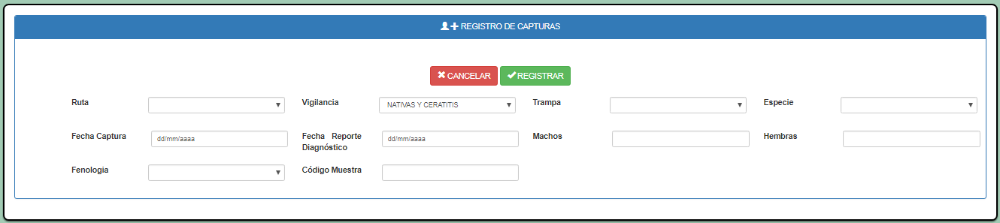 REGISTRO DE CAPTURAS
CANCELAR REGISTRAR
Ruta Vigilancia NATIVAS Y CERATITIS Trampa Especie
Fecha Captura dd/mm/aaaa Fecha Reporte Diagnóstico dd/mm/aaaa Machos Hembras
Fenología Código Muestra